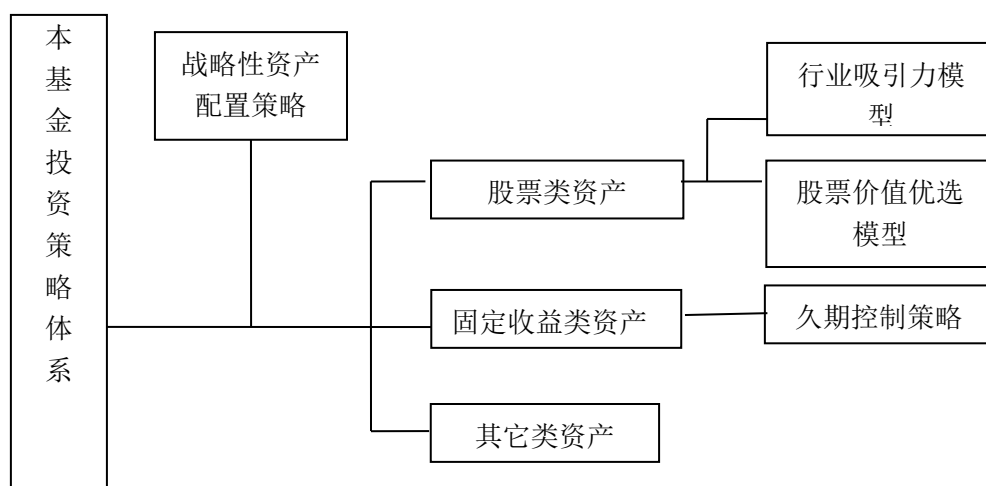 本
基
金
投
资
策
略
体
系
战略性资产
配置策略
股票类资产
固定收益类资产
其它类资产
行业吸引力模
型
股票价值优选
模型
久期控制策略